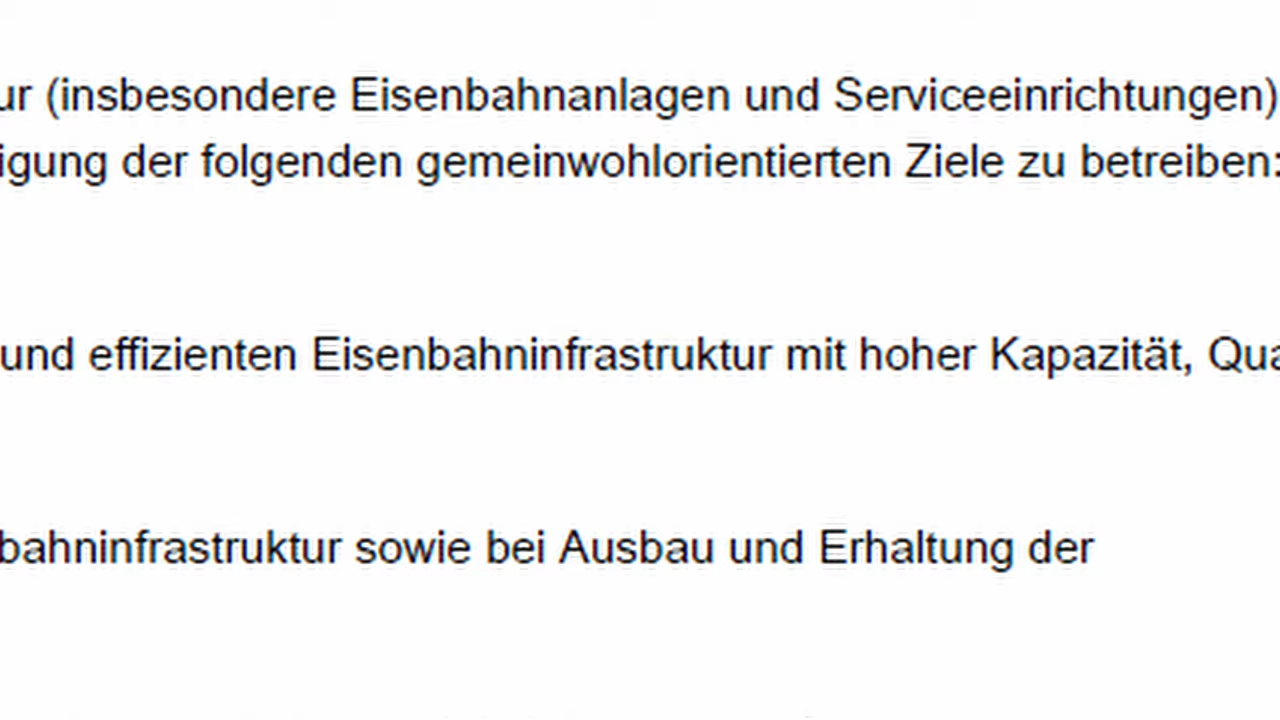 ur (insbesondere Eisenbahnanlagen und Serviceeinrichtungen)
igung der folgenden gemeinwohlorientierten Ziele zu betreiben:
und effizienten Eisenbahninfrastruktur mit hoher Kapazität, Qua
bahninfrastruktur sowie bei Ausbau und Erhaltung der